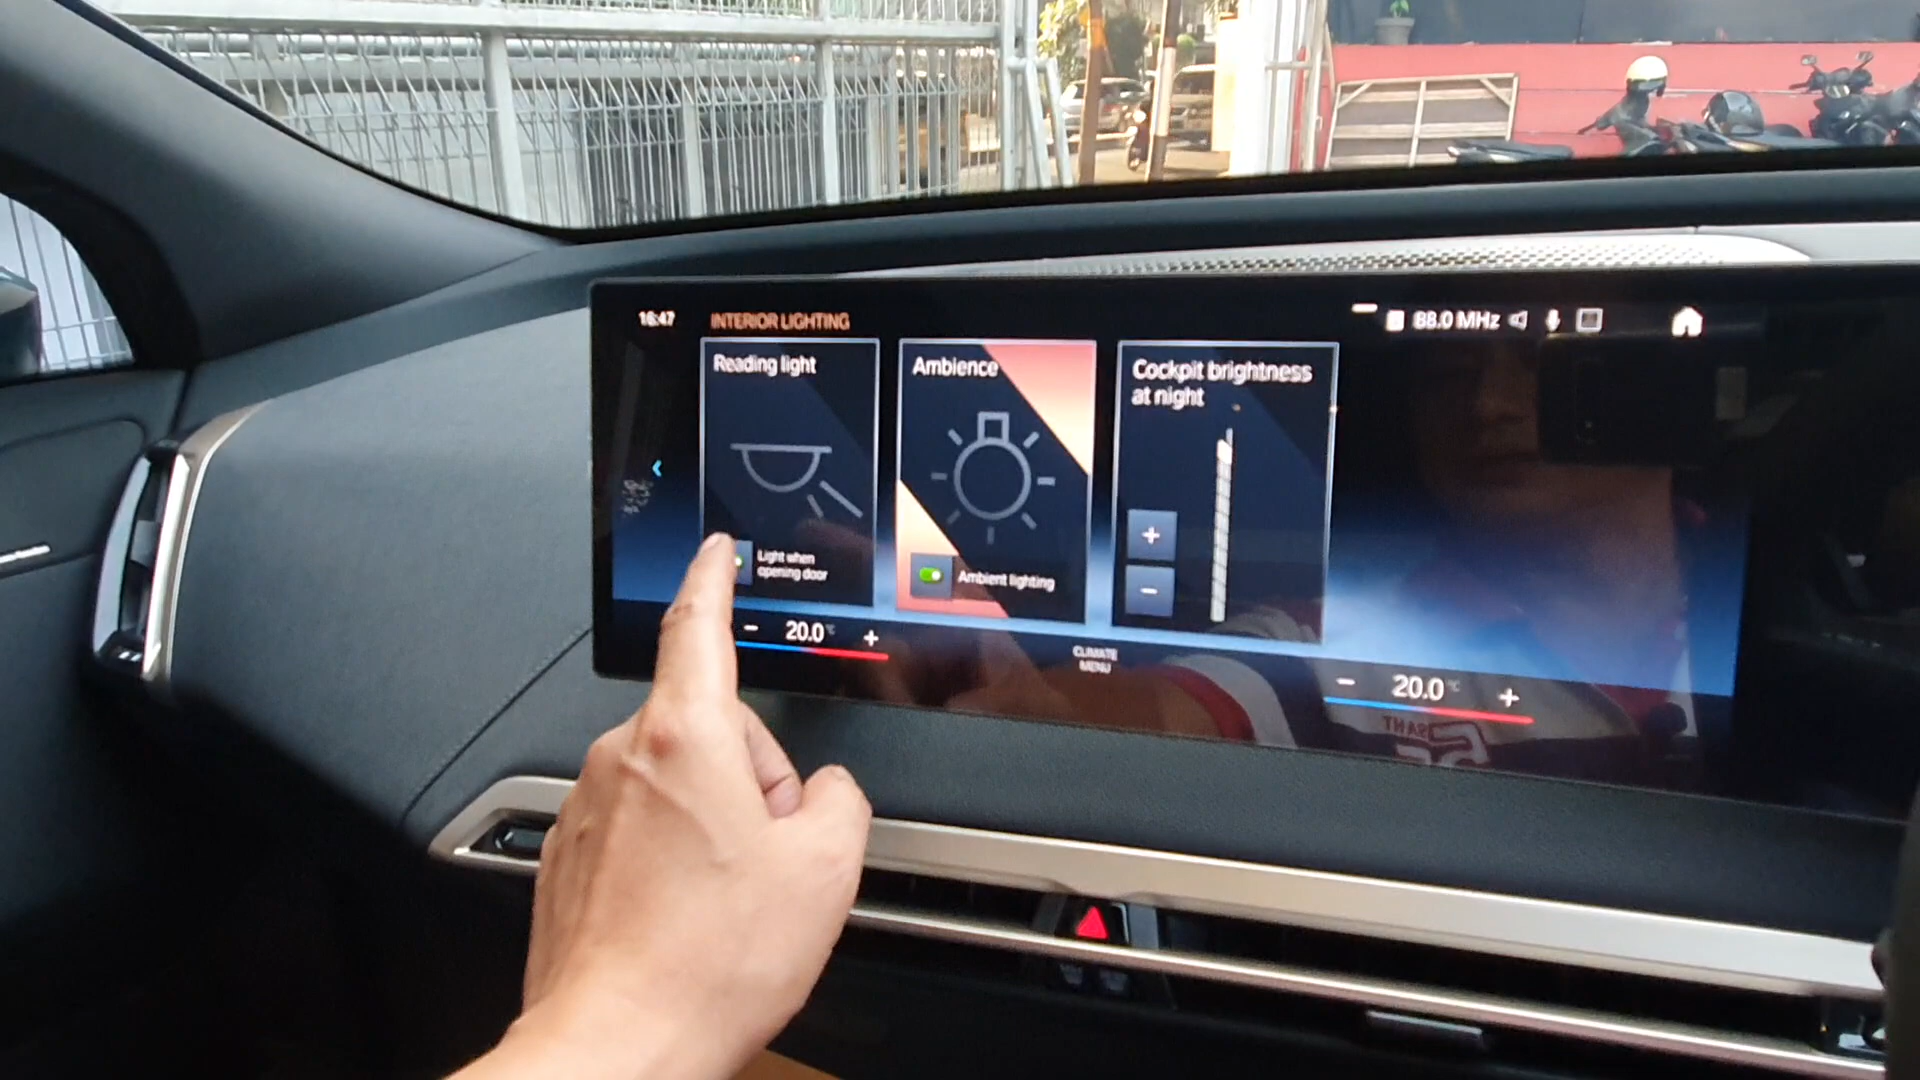 16:47
INTERIOR LIGHTING
88.0 MHz
Reading light
Ambience
Cockpit brightness
at night
Light when
opening door
Ambient lighting
+
−
− 20.0 °C +
CLIMATE
MENU
− 20.0 °C +